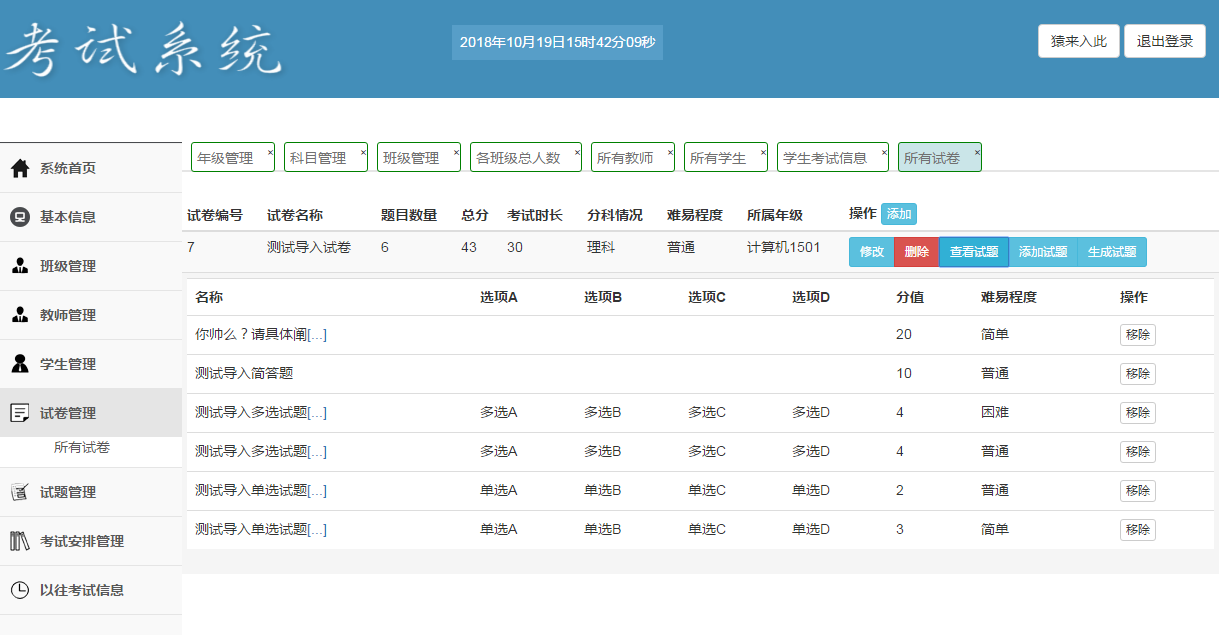 考试系统
2018年10月19日15时42分09秒
猿来入此 退出登录
系统首页
基本信息
班级管理
教师管理
学生管理
试卷管理
所有试卷
试题管理
考试安排管理
以往考试信息
年级管理 × 科目管理 × 班级管理 × 各班级总人数 × 所有教师 × 所有学生 × 学生考试信息 × 所有试卷 ×
试卷编号 试卷名称 题目数量 总分 考试时长 分科情况 难易程度 所属年级 操作 添加
7 测试导入试卷 6 43 30 理科 普通 计算机1501 修改 删除 查看试题 添加试题 生成试题
名称 选项A 选项B 选项C 选项D 分值 难易程度 操作
你帅么？请具体阐[...] 20 简单 移除
测试导入简答题 10 普通 移除
测试导入多选试题[...] 多选A 多选B 多选C 多选D 4 困难 移除
测试导入多选试题[...] 多选A 多选B 多选C 多选D 4 普通 移除
测试导入单选试题[...] 单选A 单选B 单选C 单选D 2 普通 移除
测试导入单选试题[...] 单选A 单选B 单选C 单选D 3 简单 移除